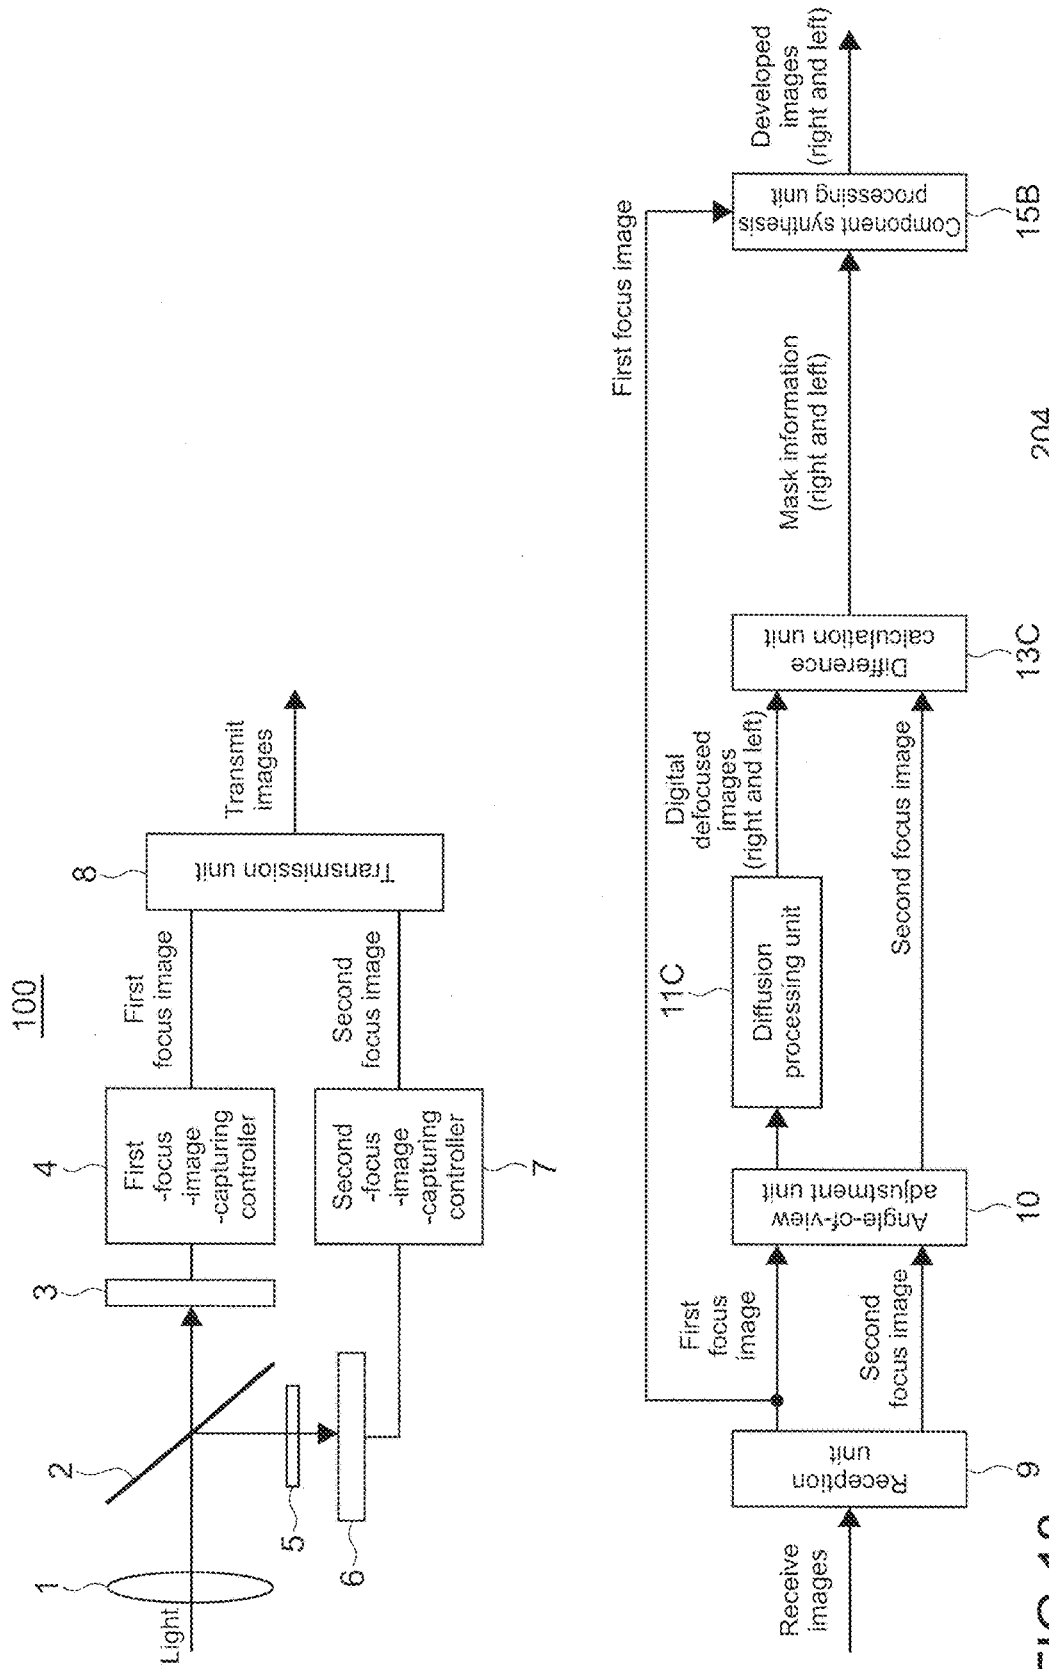 100
Light
1
2
3
4
First
-focus
-image
-capturing
controller
5
6
Second
-focus
-image
-capturing
controller
7
First
focus image
Second
focus image
8
Transmission unit
Transmit
images
Receive
images
Reception
unit
9
First
focus
image
Second
focus image
Angle-of-view
adjustment unit
10
11C
Diffusion
processing unit
Digital
defocused
images
(right and left)
Second focus image
Difference
calculation unit
13C
Mask information
(right and left)
First focus image
Component synthesis
processing unit
15B
Developed
images
(right and left)
204